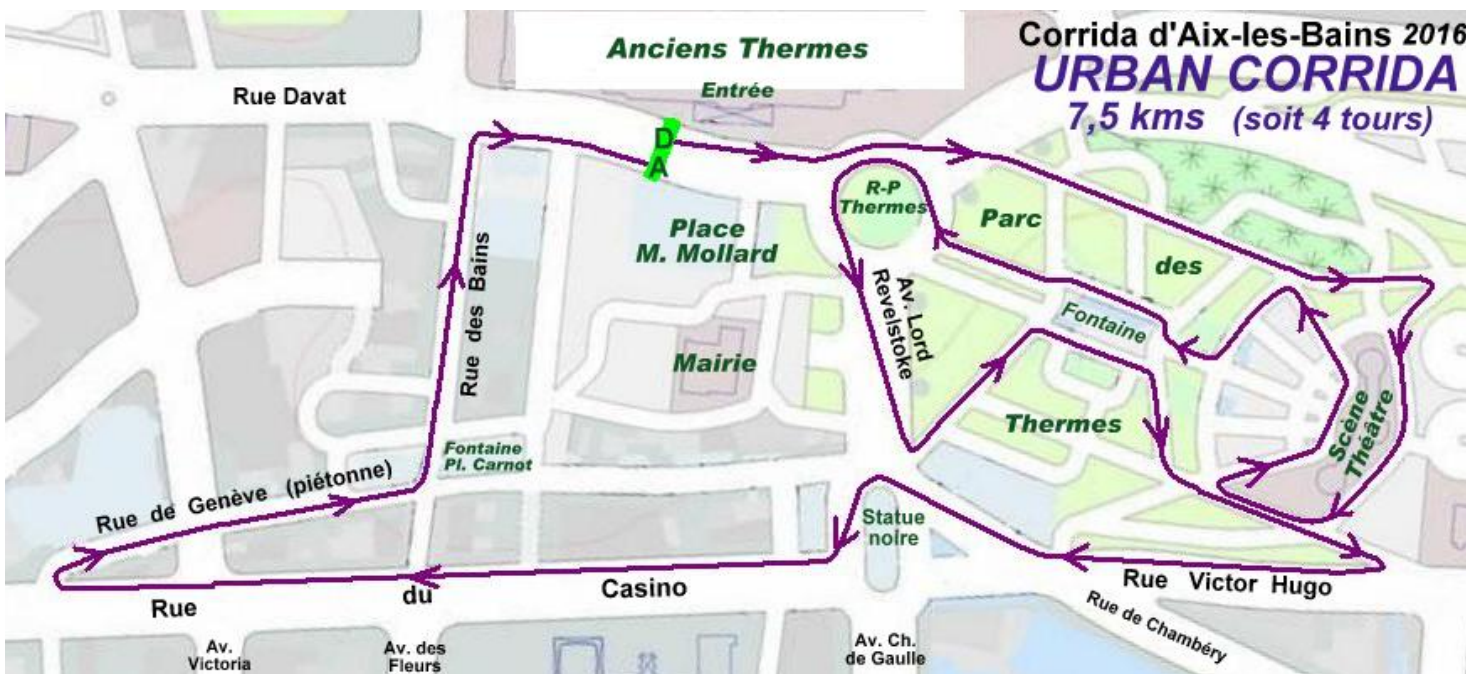 Corrida d'Aix-les-Bains 2016
URBAN CORRIDA
7,5 kms (soit 4 tours)
Anciens Thermes
Entrée
Rue Davat
D
A
R-P
Thermes
Parc
des
Place
M. Mollard
Rue des Bains
Av. Lord
Revelstoke
Fontaine
Mairie
Thermes
Scène
Théâtre
Fontaine
Pl. Carnot
Rue de Genève (piétonne)
Statue
noire
Rue du Casino
Rue Victor Hugo
Rue de Chambéry
Av.
Victoria
Av. des
Fleurs
Av. Ch.
de Gaulle